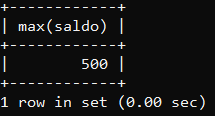 +------------+
| max(saldo) |
+------------+
|        500 |
+------------+
1 row in set (0.00 sec)